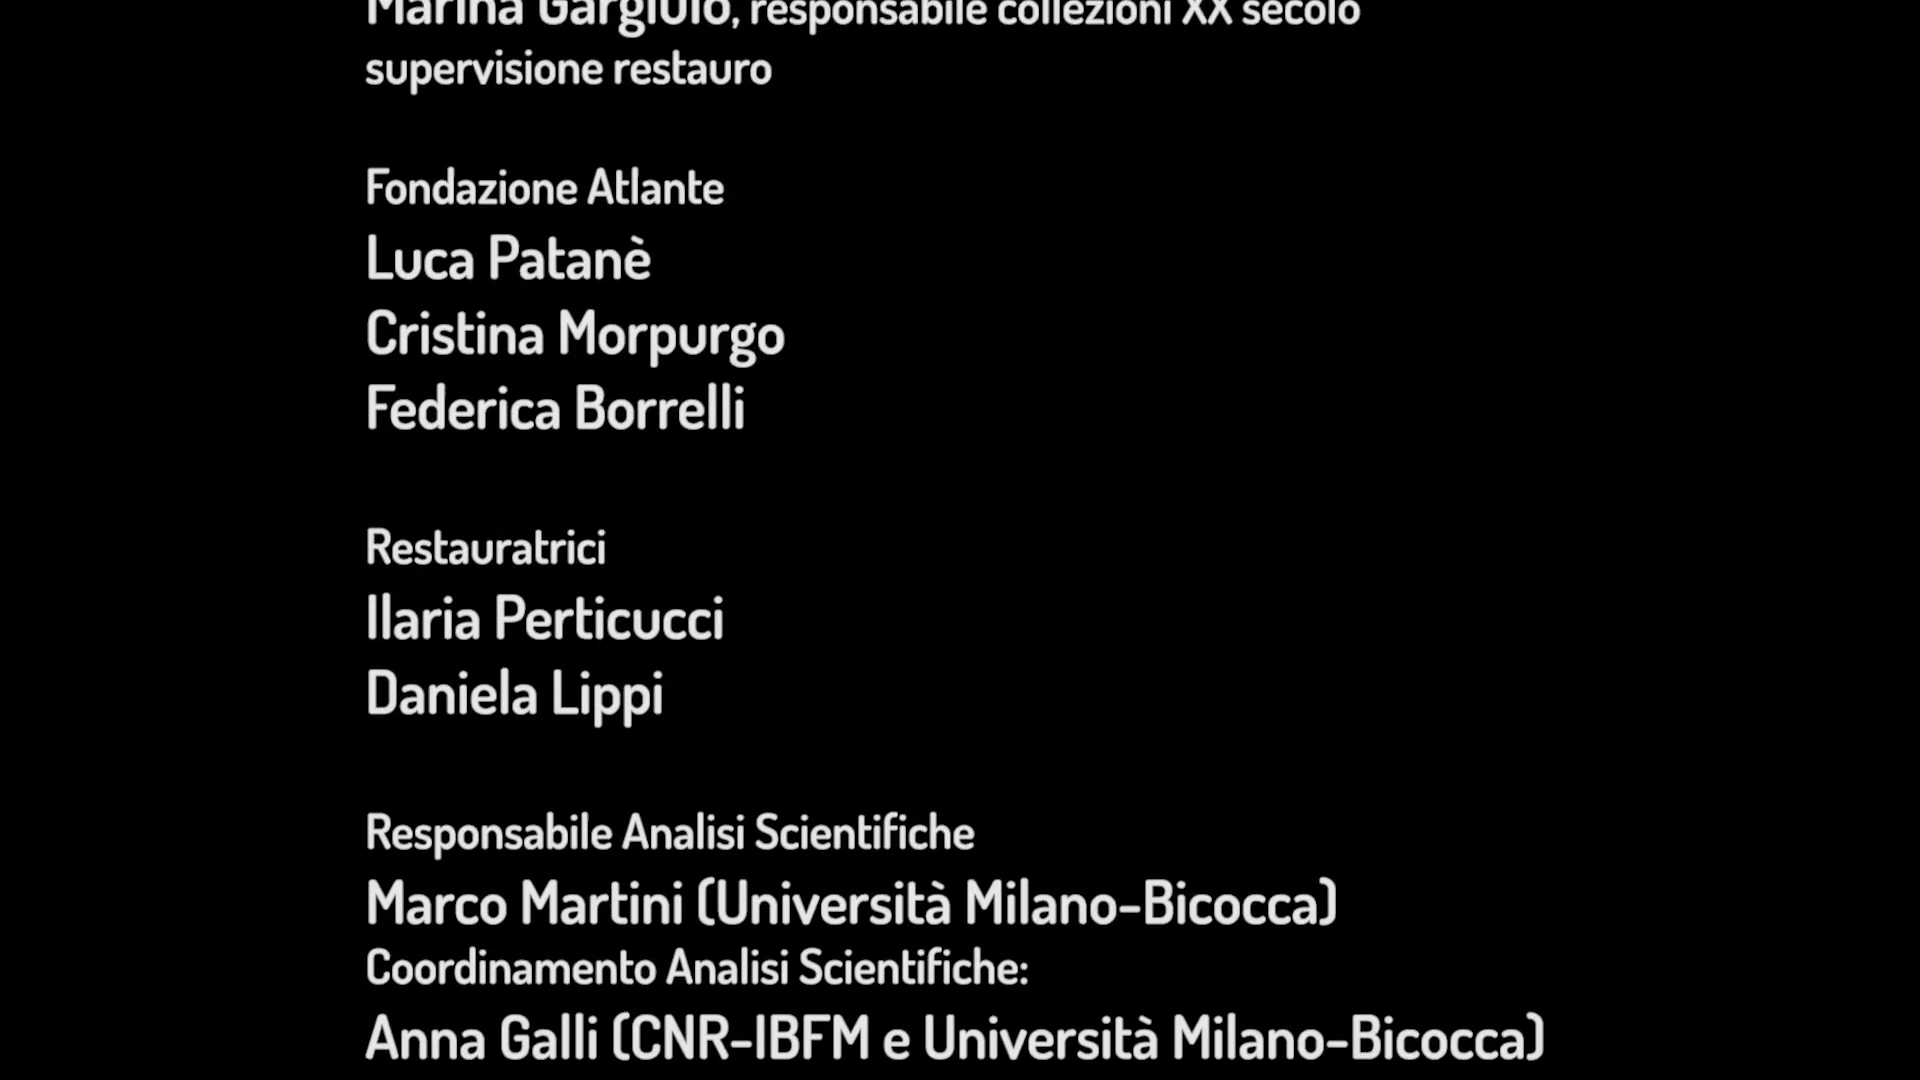 Marina Gargiulo, responsabile collezioni XX secolo
supervisione restauro
Fondazione Atlante
Luca Patanè
Cristina Morpurgo
Federica Borrelli
Restauratrici
Ilaria Perticucci
Daniela Lippi
Responsabile Analisi Scientifiche
Marco Martini (Università Milano-Bicocca)
Coordinamento Analisi Scientifiche:
Anna Galli (CNR-IBFM e Università Milano-Bicocca)